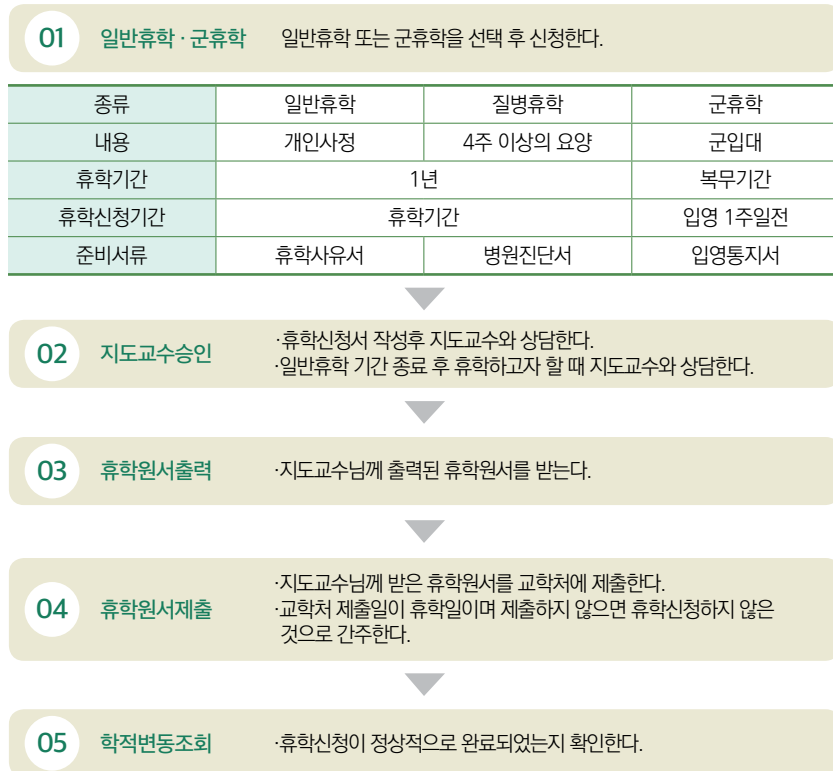 01 일반휴학 · 군휴학 일반휴학 또는 군휴학을 선택 후 신청한다.
종류 일반휴학 질병휴학 군휴학
내용 개인사정 4주 이상의 요양 군입대
휴학기간 1년 복무기간
휴학신청기간 휴학기간 입영 1주일전
준비서류 휴학사유서 병원진단서 입영통지서
·휴학신청서 작성후 지도교수와 상담한다.
02 지도교수승인
·일반휴학 기간 종료 후 휴학하고자 할 때 지도교수와 상담한다.
03 휴학원서출력 ·지도교수님께 출력된 휴학원서를 받는다.
·지도교수님께 받은 휴학원서를 교학처에 제출한다.
04 휴학원서제출 ·교학처 제출일이 휴학일이며 제출하지 않으면 휴학신청하지 않은
것으로 간주한다.
05 학적변동조회 ·휴학신청이 정상적으로 완료되었는지 확인한다.